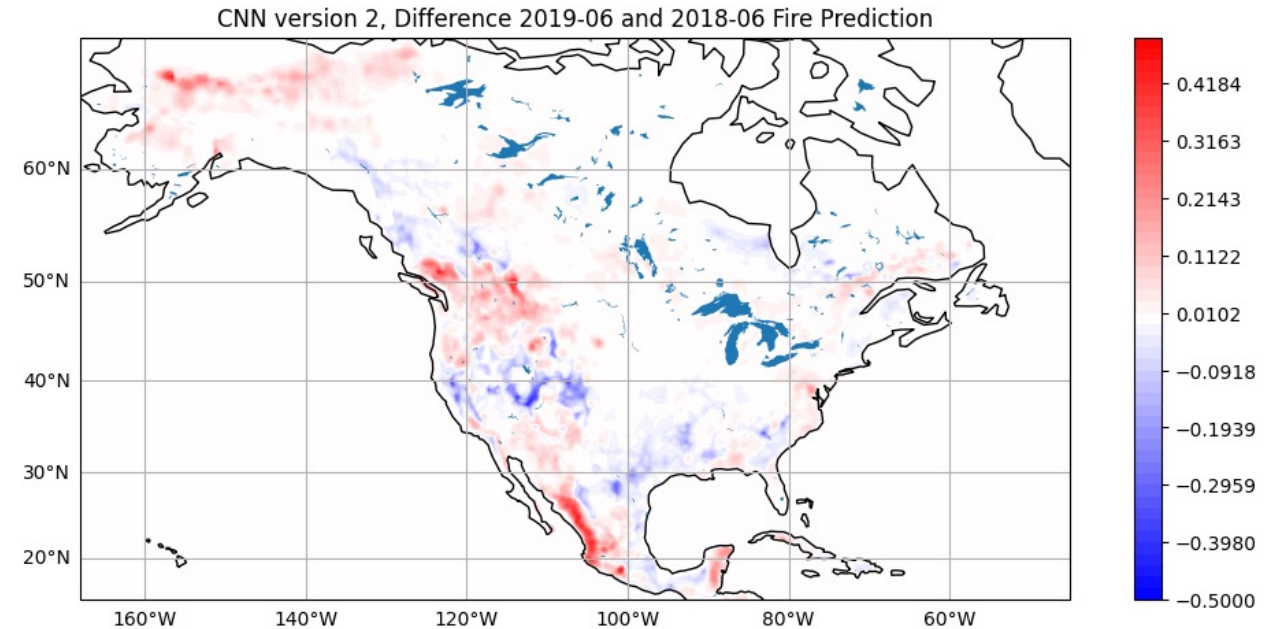 CNN version 2, Difference 2019-06 and 2018-06 Fire Prediction
60°N
50°N
40°N
30°N
20°N
160°W 140°W 120°W 100°W 80°W 60°W
0.4184
0.3163
0.2143
0.1122
0.0102
−0.0918
−0.1939
−0.2959
−0.3980
−0.5000